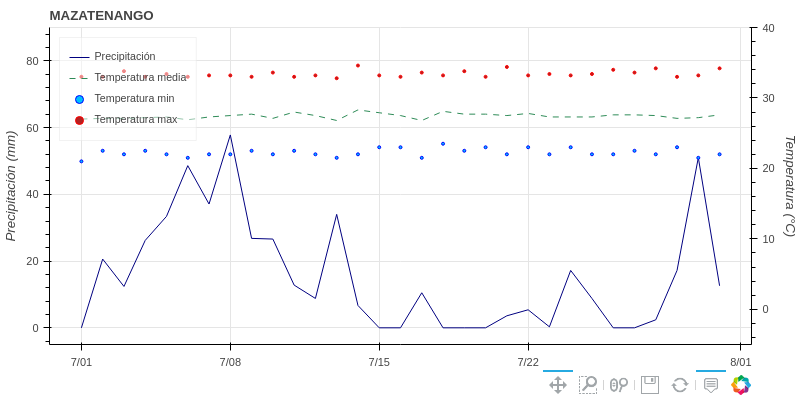 MAZATENANGO
Precipitación
Temperatura media
Temperatura min
Temperatura max
Precipitación (mm)
80
60
40
20
0
Temperatura (°C)
40
30
20
10
0
7/01
7/08
7/15
7/22
8/01